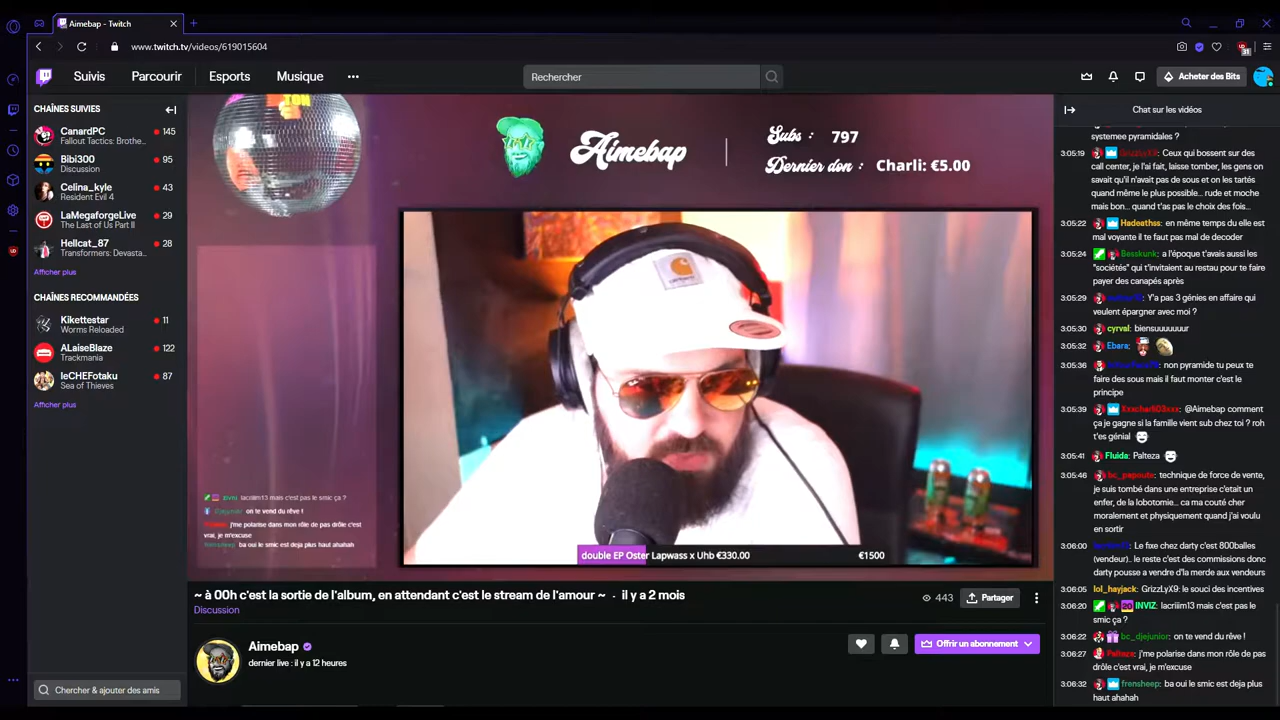 Aimebap - Twitch
www.twitch.tv/videos/619015604
31
Suivis
Parcourir
Esports
Musique
Rechercher
Acheter des Bits
CHAÎNES SUIVIES
CanardPC
145
Fallout Tactics: Brothe...
Bibi300
95
Discussion
Celina_kyle
43
Resident Evil 4
LaMegaforgeLive
29
The Last of Us Part II
Hellcat_87
28
Transformers: Devasta...
Afficher plus
CHAÎNES RECOMMANDÉES
Kikettestar
11
Worms Reloaded
ALaiseBlaze
122
Trackmania
leCHEFotaku
87
Sea of Thieves
Afficher plus
Chercher & ajouter des amis
Aimebap
Subs : 797
Dernier don : Charli: €5.00
carhartt
lacriim13 mais c'est pas le smic ça ?
on te vend du rêve !
j'me polarise dans mon rôle de pas drôle c'est
vrai, je m'excuse
ba oui le smic est deja plus haut ahahah
double EP Oster Lapwass x Uhb €330.00
€1500
~ à 00h c'est la sortie de l'album, en attendant c'est le stream de l'amour ~ · il y a 2 mois
Discussion
443
Partager
Aimebap
dernier live : il y a 12 heures
Offrir un abonnement
Chat sur les vidéos
systemee pyramidales ?
3:05:19 GrizzLyX9: Ceux qui bossent sur des
call center, je l'ai fait, laisse tomber, les gens on
savait qu'il n'avait pas de sous et on les tartés
quand même le plus possible... rude et moche
mais bon... quand t'as pas le choix des fois...
3:05:22 Hadeathss: en même temps du elle est
mal voyente il te faut pas mal de decoder
3:05:24 Besskunk: a l'époque t'avais aussi les
"sociétés" qui t'invitaient au restau pour te faire
payer des canapés après
3:05:29 Y'a pas 3 génies en affaire qui
veulent épargner avec moi ?
3:05:30 cyrval: biensuuuuuuur
3:05:32 Ebara:
3:05:36 non pyramide tu peux te
faire des sous mais il faut monter c'est le
principe
3:05:39 Xxxcharli03xxx: @Aimebap comment
ça je gagne si la famille vient sub chez toi ? roh
t'es génial
3:05:41 Fluida: Palteza
3:05:46 bc_papoute: technique de force de vente,
je suis tombé dans une entreprise c'etait un
enfer, de la lobotomie... ca ma couté cher
moralement et physiquement quand j'ai voulu
en sortir
3:06:00 Le fixe chez darty c'est 800balles
(vendeur).. le reste c'est des commissions donc
darty pousse a vendre d'la merde aux vendeurs
3:06:05 lol_hayjack: GrizzLyX9: le souci des incentives
3:06:20 INVIZ: lacriim13 mais c'est pas le
smic ça ?
3:06:22 bc_djejunior: on te vend du rêve !
3:06:27 Palteza: j'me polarise dans mon rôle de pas
drôle c'est vrai, je m'excuse
3:06:32 frensheep: ba oui le smic est deja plus
haut ahahah